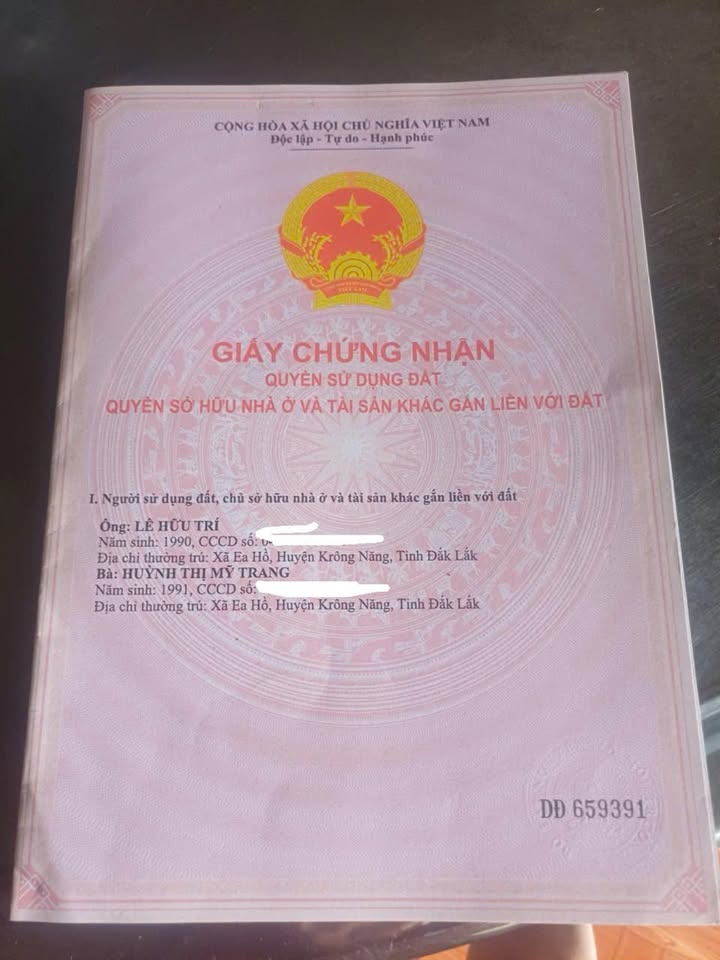 CỘNG HÒA XÃ HỘI CHỦ NGHĨA VIỆT NAM
Độc lập - Tự do - Hạnh phúc
GIẤY CHỨNG NHẬN
QUYỀN SỬ DỤNG ĐẤT
QUYỀN SỞ HỮU NHÀ Ở VÀ TÀI SẢN KHÁC GẮN LIỀN VỚI ĐẤT
I. Người sử dụng đất, chủ sở hữu nhà ở và tài sản khác gắn liền với đất
Ông: LÊ HỮU TRÍ
Năm sinh: 1990, CCCD số:
Địa chỉ thường trú: Xã Ea Hồ, Huyện Krông Năng, Tỉnh Đắk Lắk
Bà: HUỲNH THỊ MỸ TRANG
Năm sinh: 1991, CCCD số:
Địa chỉ thường trú: Xã Ea Hồ, Huyện Krông Năng, Tỉnh Đắk Lắk
DĐ 659391